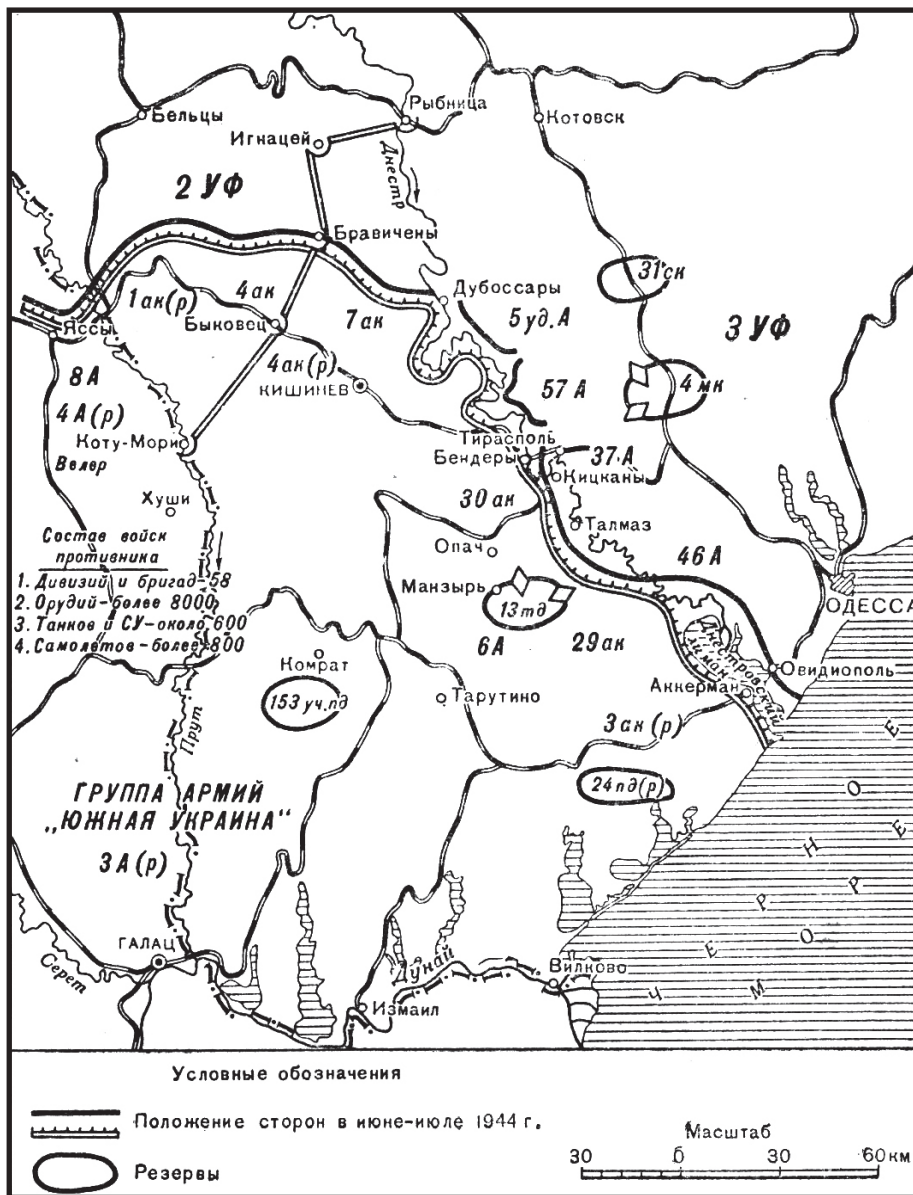 Рыбница
Бельцы
Котовск
Игнацей
Днестр
2 УФ
Бравичены
31 ск
Дубоссары
1 ак (р)
4 ак
7 ак
5 уд. А
3 УФ
Яссы
Быковец
4 ак (р)
КИШИНЕВ
57 А
4 мк
8 А
4 А (р)
Коту-Мори
Велер
Тирасполь
Бендеры
37 А
Кицканы
Хуши
30 ак
Талмаз
Опач
46 А
Состав войск
противника
1. Дивизий и бригад-58
2. Орудий-более 8000
3. Танков и СУ-около 600
4. Самолетов-более 800
Манзырь
13 тд
ОДЕССА
6 А
29 ак
Комрат
Днестровский
лиман
Овидиополь
Аккерман
153 уч. пд
Тарутино
3 ак (р)
Прут
24 пд (р)
ГРУППА АРМИЙ
„ЮЖНАЯ УКРАИНА“
3 А (р)
ЧЕРНОЕ
МОРЕ
ГАЛАЦ
Серет
Дунай
Вилково
Измаил
Условные обозначения
Положение сторон в июне-июле 1944 г.
Резервы
Масштаб
30 0 30 60 км